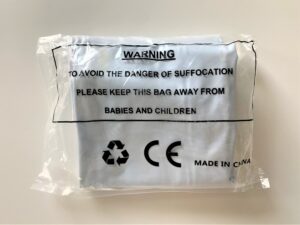 WARNING
TO AVOID THE DANGER OF SUFFOCATION
PLEASE KEEP THIS BAG AWAY FROM
BABIES AND CHILDREN
CE
MADE IN CHINA